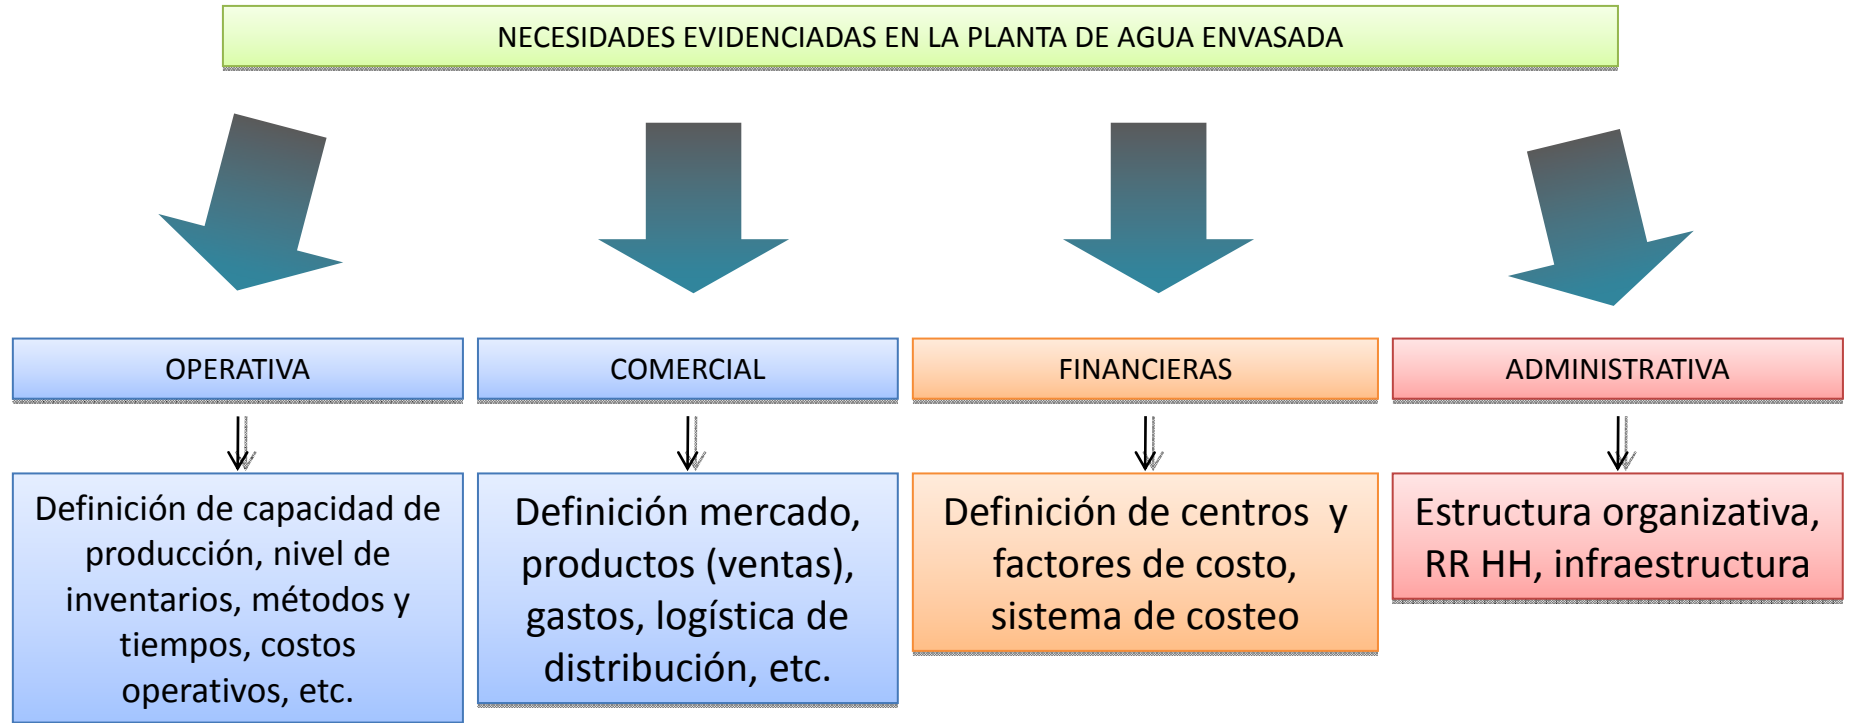 NECESIDADES EVIDENCIADAS EN LA PLANTA DE AGUA ENVASADA
OPERATIVA
COMERCIAL
FINANCIERAS
ADMINISTRATIVA
Definición de capacidad de
producción, nivel de
inventarios, métodos y
tiempos, costos
operativos, etc.
Definición mercado,
productos (ventas),
gastos, logística de
distribución, etc.
Definición de centros y
factores de costo,
sistema de costeo
Estructura organizativa,
RR HH, infraestructura